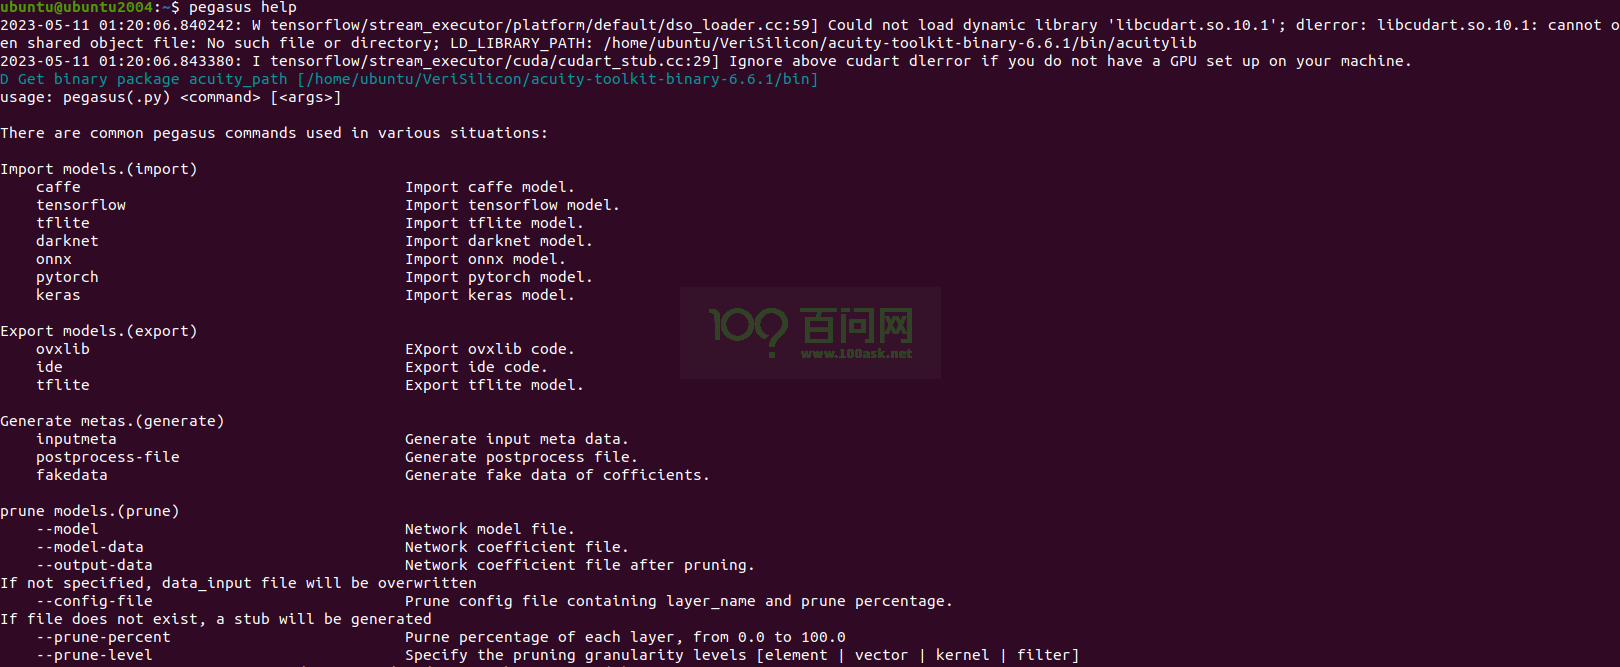 ubuntu@ubuntu2004:~$ pegasus help
2023-05-11 01:20:06.840242: W tensorflow/stream_executor/platform/default/dso_loader.cc:59] Could not load dynamic library 'libcudart.so.10.1'; dlerror: libcudart.so.10.1: cannot o
en shared object file: No such file or directory; LD_LIBRARY_PATH: /home/ubuntu/VeriSilicon/acuity-toolkit-binary-6.6.1/bin/acuitylib
2023-05-11 01:20:06.843380: I tensorflow/stream_executor/cuda/cudart_stub.cc:29] Ignore above cudart dlerror if you do not have a GPU set up on your machine.
D Get binary package acuity_path [/home/ubuntu/VeriSilicon/acuity-toolkit-binary-6.6.1/bin]
usage: pegasus(.py) <command> [<args>]
There are common pegasus commands used in various situations:
Import models.(import)
caffe Import caffe model.
tensorflow Import tensorflow model.
tflite Import tflite model.
darknet Import darknet model.
onnx Import onnx model.
pytorch Import pytorch model.
keras Import keras model.
100? 百问网
www.100ask.net
Export models.(export)
ovxlib EXport ovxlib code.
ide Export ide code.
tflite Export tflite model.
Generate metas.(generate)
inputmeta Generate input meta data.
postprocess-file Generate postprocess file.
fakedata Generate fake data of cofficients.
prune models.(prune)
--model Network model file.
--model-data Network coefficient file.
--output-data Network coefficient file after pruning.
If not specified, data_input file will be overwritten
--config-file Prune config file containing layer_name and prune percentage.
If file does not exist, a stub will be generated
--prune-percent Purne percentage of each layer, from 0.0 to 100.0
--prune-level Specify the pruning granularity levels [element | vector | kernel | filter]